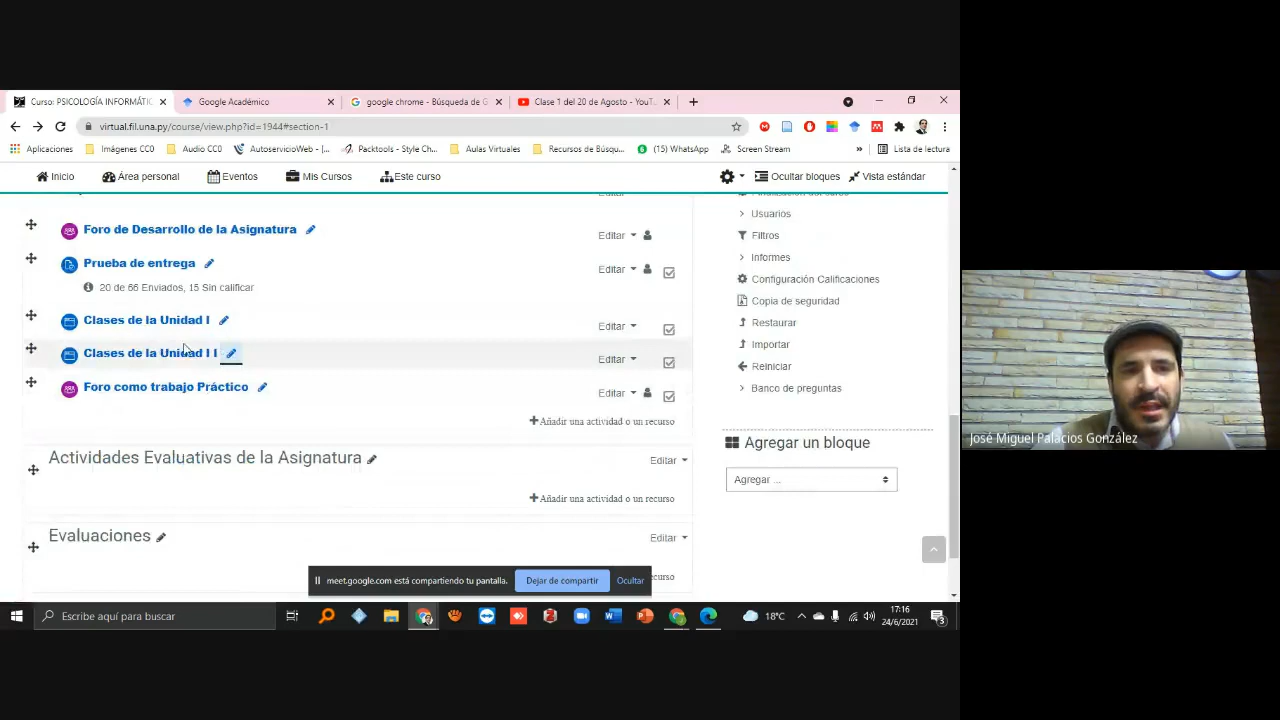 Curso: PSICOLOGÍA INFORMÁTIC
Google Académico
google chrome - Búsqueda de G
Clase 1 del 20 de Agosto - YouTu
virtual.fil.una.py/course/view.php?id=1944#section-1
Aplicaciones
Imágenes CC0
Audio CC0
AutoservicioWeb - |...
Packtools - Style Ch...
Aulas Virtuales
Recursos de Búsqu...
(15) WhatsApp
Screen Stream
»
Lista de lectura
Inicio
Área personal
Eventos
Mis Cursos
Este curso
Ocultar bloques
Vista estándar
Foro de Desarrollo de la Asignatura
Editar
Prueba de entrega
Editar
20 de 66 Enviados, 15 Sin calificar
Clases de la Unidad I
Editar
Clases de la Unidad I I
Editar
Foro como trabajo Práctico
Editar
Añadir una actividad o un recurso
Actividades Evaluativas de la Asignatura
Editar
Añadir una actividad o un recurso
Evaluaciones
Editar
recurso
Usuarios
Filtros
Informes
Configuración Calificaciones
Copia de seguridad
Restaurar
Importar
Reiniciar
Banco de preguntas
Agregar un bloque
Agregar ...
meet.google.com está compartiendo tu pantalla.
Dejar de compartir
Ocultar
José Miguel Palacios González
Escribe aquí para buscar
18°C
17:16
24/6/2021
3